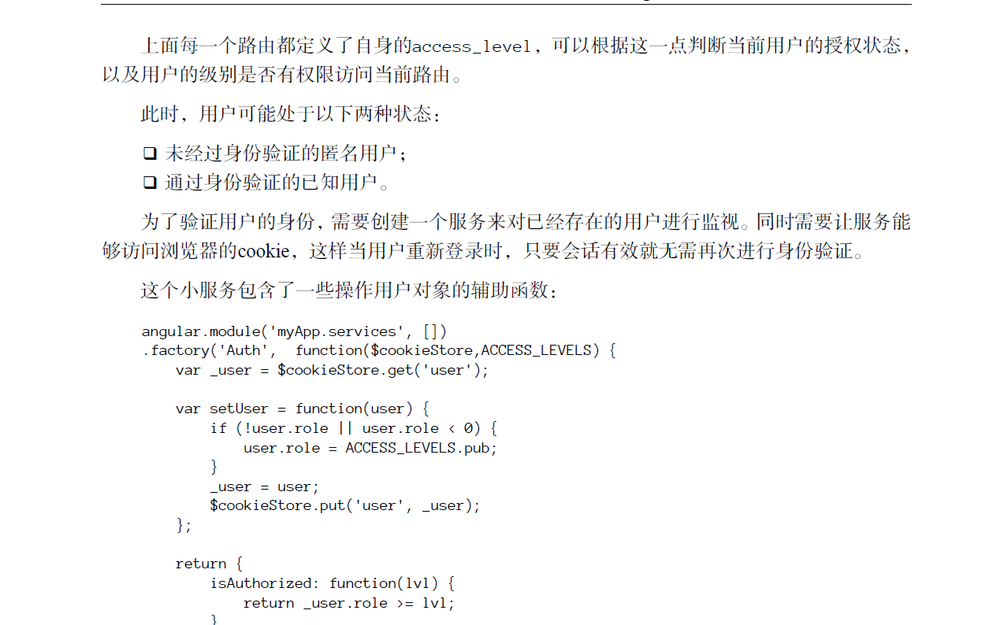 上面每一个路由都定义了自身的access_level，可以根据这一点判断当前用户的授权状态，
以及用户的级别是否有权限访问当前路由。
此时，用户可能处于以下两种状态：
❑ 未经过身份验证的匿名用户；
❑ 通过身份验证的已知用户。
为了验证用户的身份，需要创建一个服务来对已经存在的用户进行监视。同时需要让服务能
够访问浏览器的cookie，这样当用户重新登录时，只要会话有效就无需再次进行身份验证。
这个小服务包含了一些操作用户对象的辅助函数：
angular.module('myApp.services', [])
.factory('Auth',  function($cookieStore,ACCESS_LEVELS) {
    var _user = $cookieStore.get('user');
    var setUser = function(user) {
        if (!user.role || user.role < 0) {
            user.role = ACCESS_LEVELS.pub;
        }
        _user = user;
        $cookieStore.put('user', _user);
    };
    return {
        isAuthorized: function(lvl) {
            return _user.role >= lvl;
        }